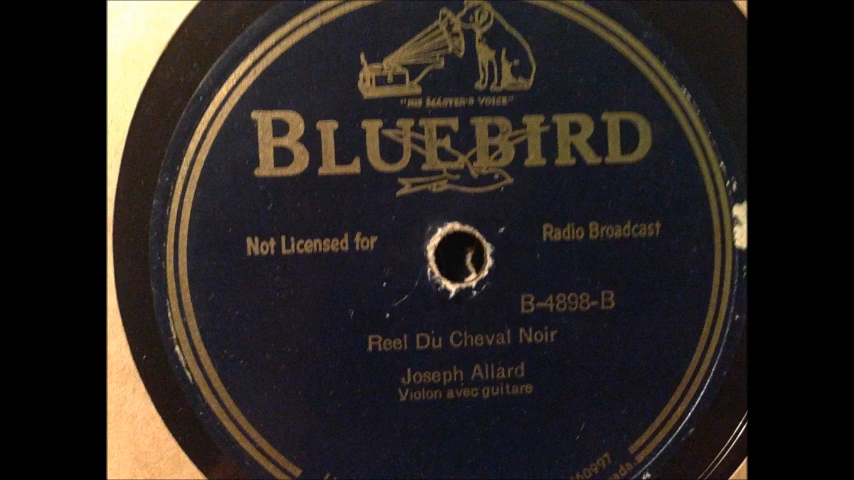 "HIS MASTER'S VOICE"
BLUEBIRD
Not Licensed for Radio Broadcast
B-4898-B
Reel Du Cheval Noir
Joseph Allard
Violon avec guitare